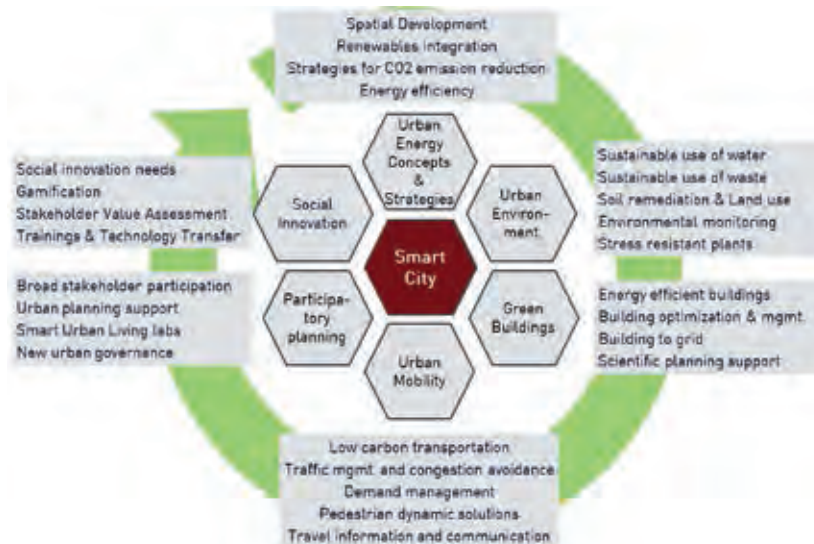 Spatial Development
Renewables integration
Strategies for CO2 emission reduction
Energy efficiency
Urban
Energy
Concepts
&
Strategies
Social innovation needs
Gamification
Stakeholder Value Assessment
Trainings & Technology Transfer
Social
Innovation
Urban
Environ-
ment
Sustainable use of water
Sustainable use of waste
Soil remediation & Land use
Environmental monitoring
Stress resistant plants
Smart
City
Broad stakeholder participation
Urban planning support
Smart Urban Living labs
New urban governance
Participa-
tory
planning
Green
Buildings
Energy efficient buildings
Building optimization & mgmt.
Building to grid
Scientific planning support
Urban
Mobility
Low carbon transportation
Traffic mgmt. and congestion avoidance
Demand management
Pedestrian dynamic solutions
Travel information and communication